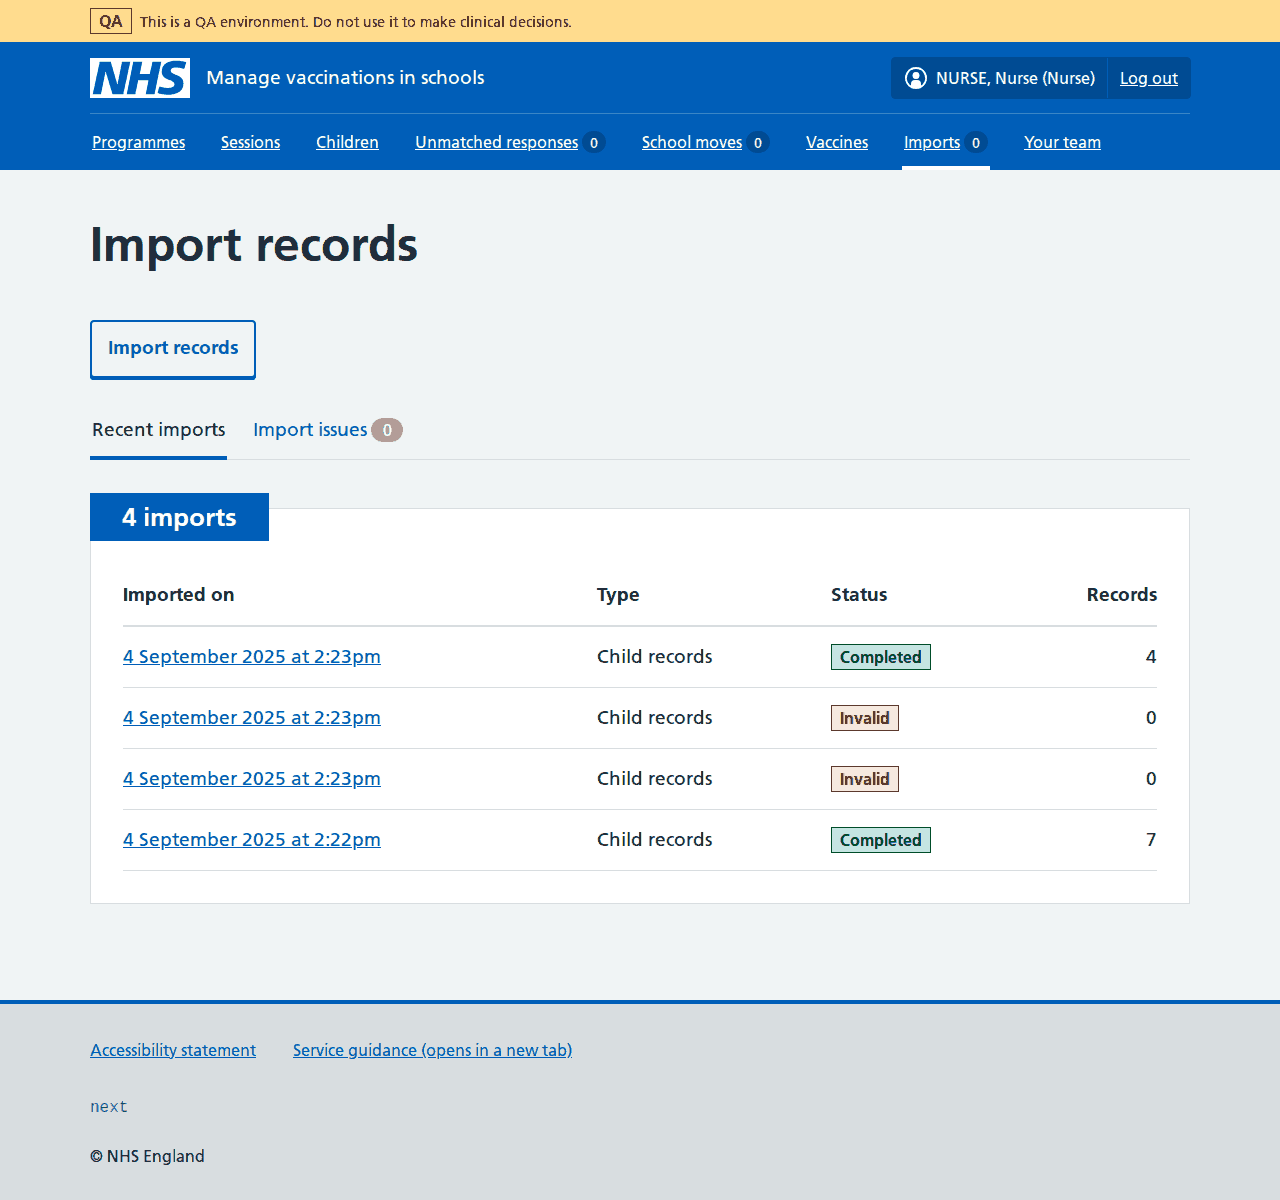 QA This is a QA environment. Do not use it to make clinical decisions.
NHS Manage vaccinations in schools NURSE, Nurse (Nurse) Log out
Programmes Sessions Children Unmatched responses 0 School moves 0 Vaccines Imports 0 Your team
Import records
Import records
Recent imports Import issues 0
4 imports
Imported on Type Status Records
4 September 2025 at 2:23pm Child records Completed 4
4 September 2025 at 2:23pm Child records Invalid 0
4 September 2025 at 2:23pm Child records Invalid 0
4 September 2025 at 2:22pm Child records Completed 7
Accessibility statement Service guidance (opens in a new tab)
next
© NHS England